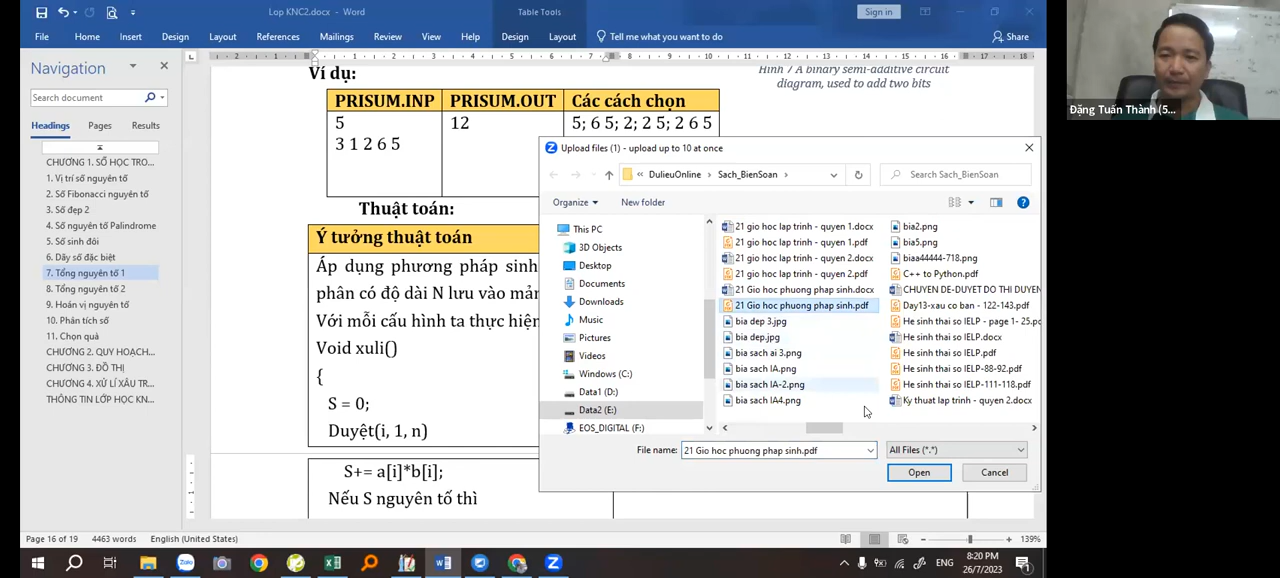 Lop KNC2.docx - Word
Table Tools
Sign in
File
Home
Insert
Design
Layout
References
Mailings
Review
View
Help
Design
Layout
Tell me what you want to do
Share
Navigation
Search document
Headings
Pages
Results
CHƯƠNG 1. SỐ HỌC TRO...
1. Vị trí số nguyên tố
2. Số Fibonacci nguyên tố
3. Số đẹp 2
4. Số nguyên tố Palindrome
5. Số sinh đôi
6. Dãy số đặc biệt
7. Tổng nguyên tố 1
8. Tổng nguyên tố 2
9. Hoán vị nguyên tố
10. Phân tích số
11. Chọn quà
CHƯƠNG 2. QUY HOẠCH...
CHƯƠNG 3. ĐỒ THỊ
CHƯƠNG 4. XỬ LÍ XÂU TR...
THÔNG TIN LỚP HỌC KN...
Ví dụ:
PRISUM.INP PRISUM.OUT Các cách chọn
5 12 5; 6 5; 2; 2 5; 2 6 5
3 1 2 6 5
Hình 7 A binary semi-additive circuit
diagram, used to add two bits
Thuật toán:
Ý tưởng thuật toán
Áp dụng phương pháp sinh
phân có độ dài N lưu vào mản
Với mỗi cấu hình ta thực hiện
Void xuli()
{
S = 0;
Duyệt(i, 1, n)
S+= a[i]*b[i];
Nếu S nguyên tố thì
Upload files (1) - upload up to 10 at once
DulieuOnline > Sach_BienSoan >
Search Sach_BienSoan
Organize
New folder
This PC
3D Objects
Desktop
Documents
Downloads
Music
Pictures
Videos
Windows (C:)
Data1 (D:)
Data2 (E:)
EOS_DIGITAL (F:)
21 gio hoc lap trinh - quyen 1.docx
21 gio hoc lap trinh - quyen 1.pdf
21 gio hoc lap trinh - quyen 2.docx
21 gio hoc lap trinh - quyen 2.pdf
21 Gio hoc phuong phap sinh.docx
21 Gio hoc phuong phap sinh.pdf
bia dep 3.jpg
bia dep.jpg
bia sach ai 3.png
bia sach IA.png
bia sach IA-2.png
bia sach IA4.png
bia2.png
bia5.png
biaa44444-718.png
C++ to Python.pdf
CHUYEN DE-DUYET DO THI DUYEN
Day13-xau co ban - 122-143.pdf
He sinh thai so IELP - page 1- 25.pd
He sinh thai so IELP.docx
He sinh thai so IELP.pdf
He sinh thai so IELP-88-92.pdf
He sinh thai so IELP-111-118.pdf
Ky thuat lap trinh - quyen 2.docx
File name: 21 Gio hoc phuong phap sinh.pdf
All Files (*.*)
Open
Cancel
Page 16 of 19
4463 words
English (United States)
139%
ENG
8:20 PM
26/7/2023
Đặng Tuấn Thành (5...